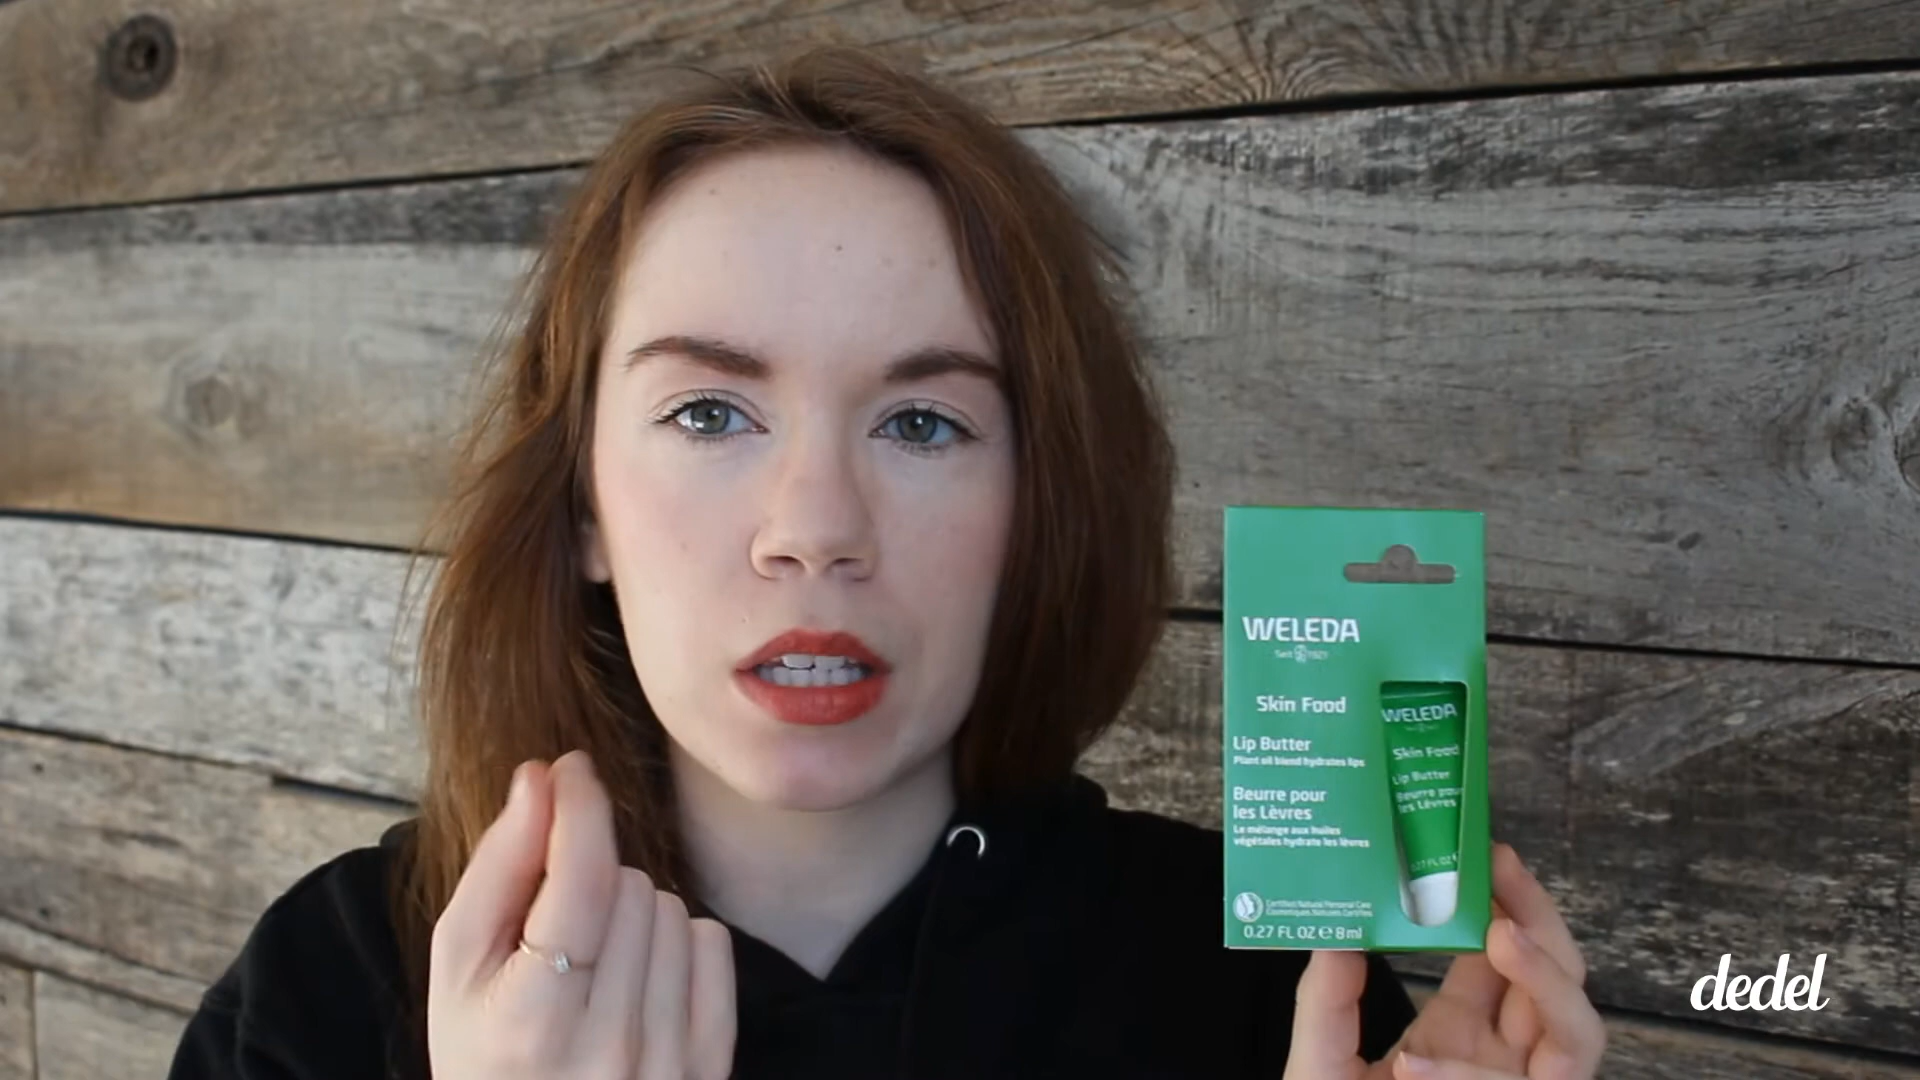 WELEDA
Seit 1921
Skin Food
Lip Butter
Plant oil blend hydrates lips
Beurre pour
les Lèvres
Le mélange aux huiles
végétales hydrate les lèvres
Certified Natural Personal Care
Cosmétiques Naturels Certifiés
0.27 FL OZ e 8 ml
WELEDA
Skin Food
Lip Butter
Beurre pour
les Lèvres
0.27 FL OZ
dedel